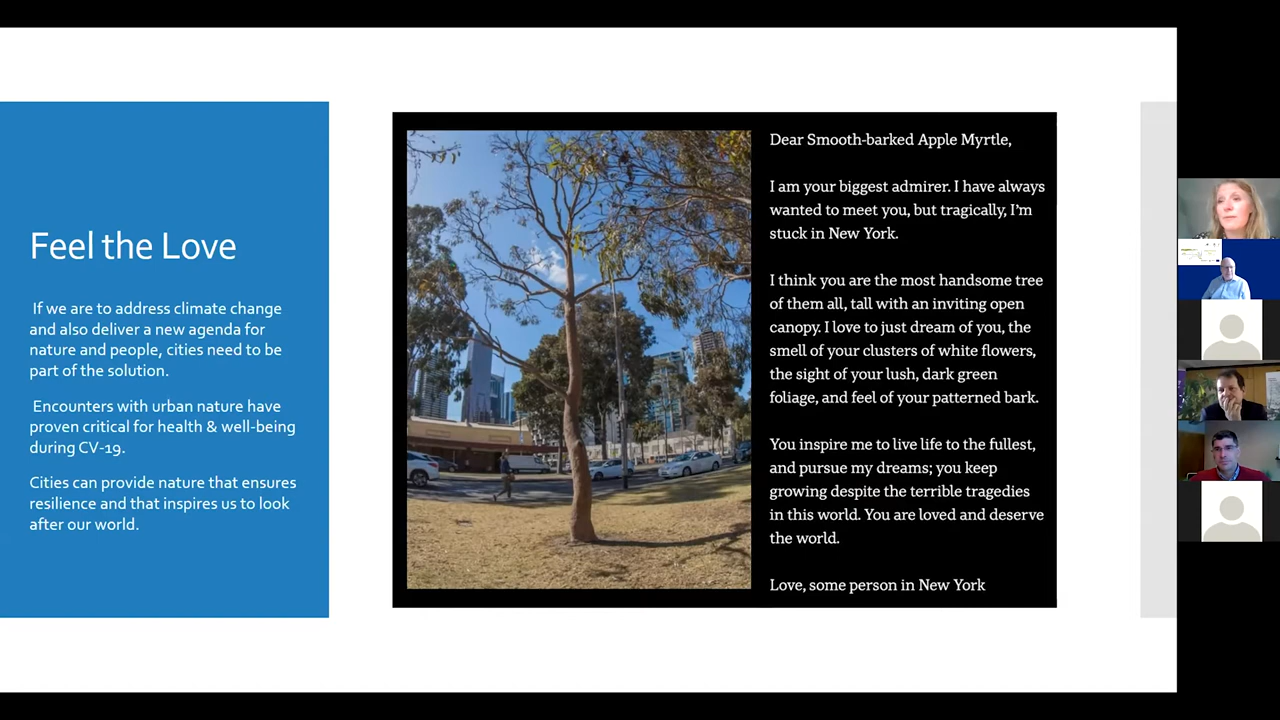 Feel the Love
If we are to address climate change
and also deliver a new agenda for
nature and people, cities need to be
part of the solution.
Encounters with urban nature have
proven critical for health & well-being
during CV-19.
Cities can provide nature that ensures
resilience and that inspires us to look
after our world.
Dear Smooth-barked Apple Myrtle,
I am your biggest admirer. I have always
wanted to meet you, but tragically, I’m
stuck in New York.
I think you are the most handsome tree
of them all, tall with an inviting open
canopy. I love to just dream of you, the
smell of your clusters of white flowers,
the sight of your lush, dark green
foliage, and feel of your patterned bark.
You inspire me to live life to the fullest,
and pursue my dreams; you keep
growing despite the terrible tragedies
in this world. You are loved and deserve
the world.
Love, some person in New York